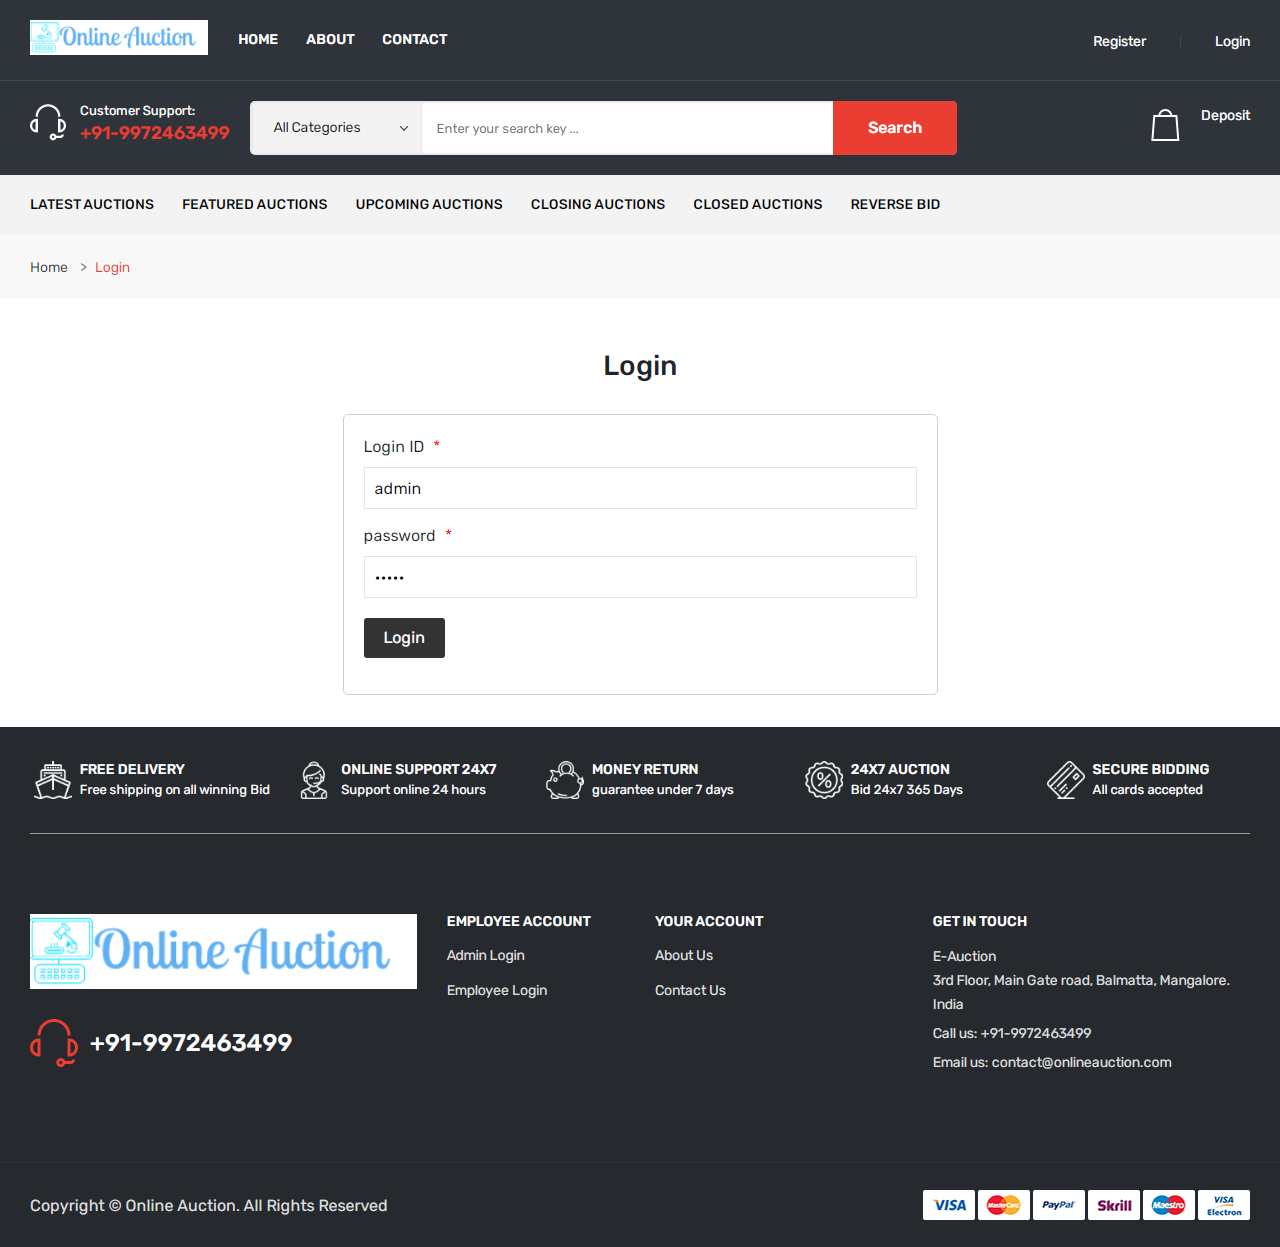 Online Auction
HOME ABOUT CONTACT
Register Login
Customer Support:
+91-9972463499
All Categories
Enter your search key ...
Search
Deposit
LATEST AUCTIONS FEATURED AUCTIONS UPCOMING AUCTIONS CLOSING AUCTIONS CLOSED AUCTIONS REVERSE BID
Home > Login
Login
Login ID *
admin
password *
•••••
Login
FREE DELIVERY
Free shipping on all winning Bid
ONLINE SUPPORT 24X7
Support online 24 hours
MONEY RETURN
guarantee under 7 days
24X7 AUCTION
Bid 24x7 365 Days
SECURE BIDDING
All cards accepted
Online Auction
+91-9972463499
EMPLOYEE ACCOUNT
Admin Login
Employee Login
YOUR ACCOUNT
About Us
Contact Us
GET IN TOUCH
E-Auction
3rd Floor, Main Gate road, Balmatta, Mangalore.
India
Call us: +91-9972463499
Email us: contact@onlineauction.com
Copyright © Online Auction. All Rights Reserved
VISA MasterCard PayPal Skrill Maestro VISA Electron